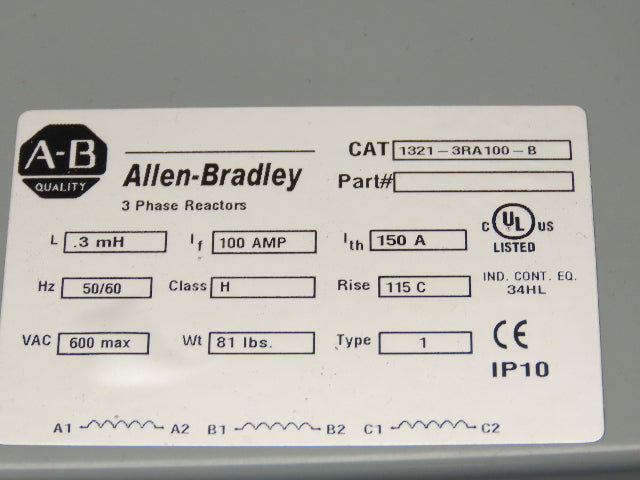 A-B
QUALITY
Allen-Bradley
3 Phase Reactors
CAT 1321-3RA100-B
Part#
L .3 mH If 100 AMP Ith 150 A
C UL US
LISTED
Hz 50/60 Class H Rise 115 C
IND. CONT. EQ.
34HL
VAC 600 max Wt 81 lbs. Type 1
CE
IP10
A1 A2 B1 B2 C1 C2